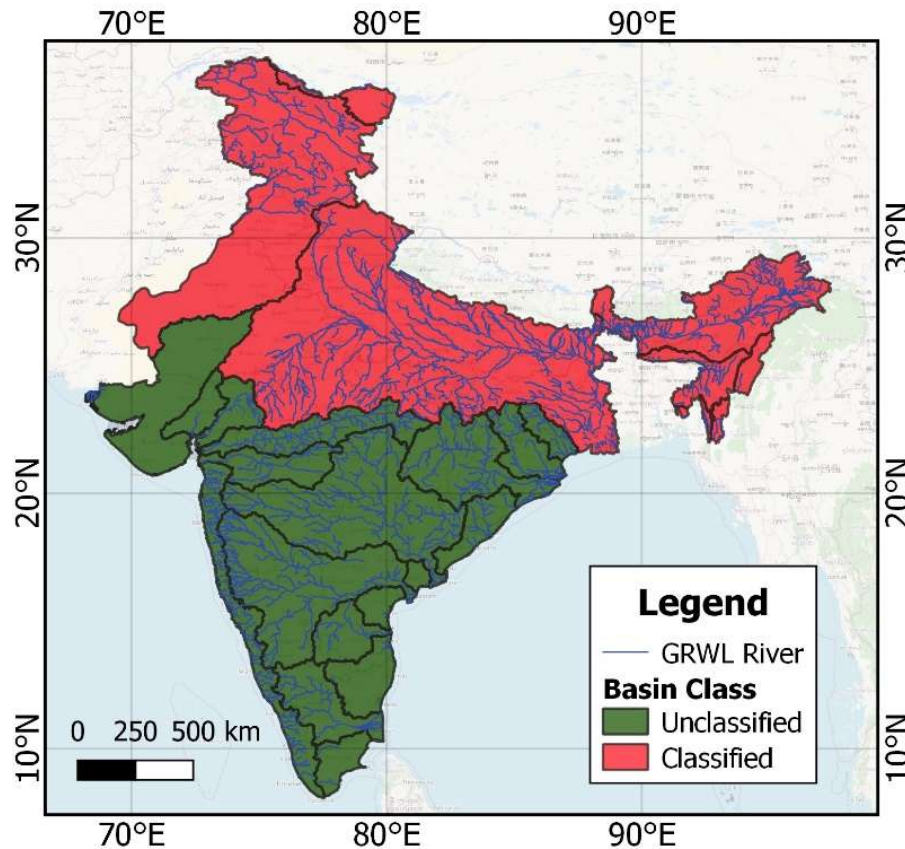 70°E 80°E 90°E
30°N 30°N
20°N 20°N
Legend
GRWL River
Basin Class
Unclassified
Classified
0 250 500 km
10°N 10°N
70°E 80°E 90°E